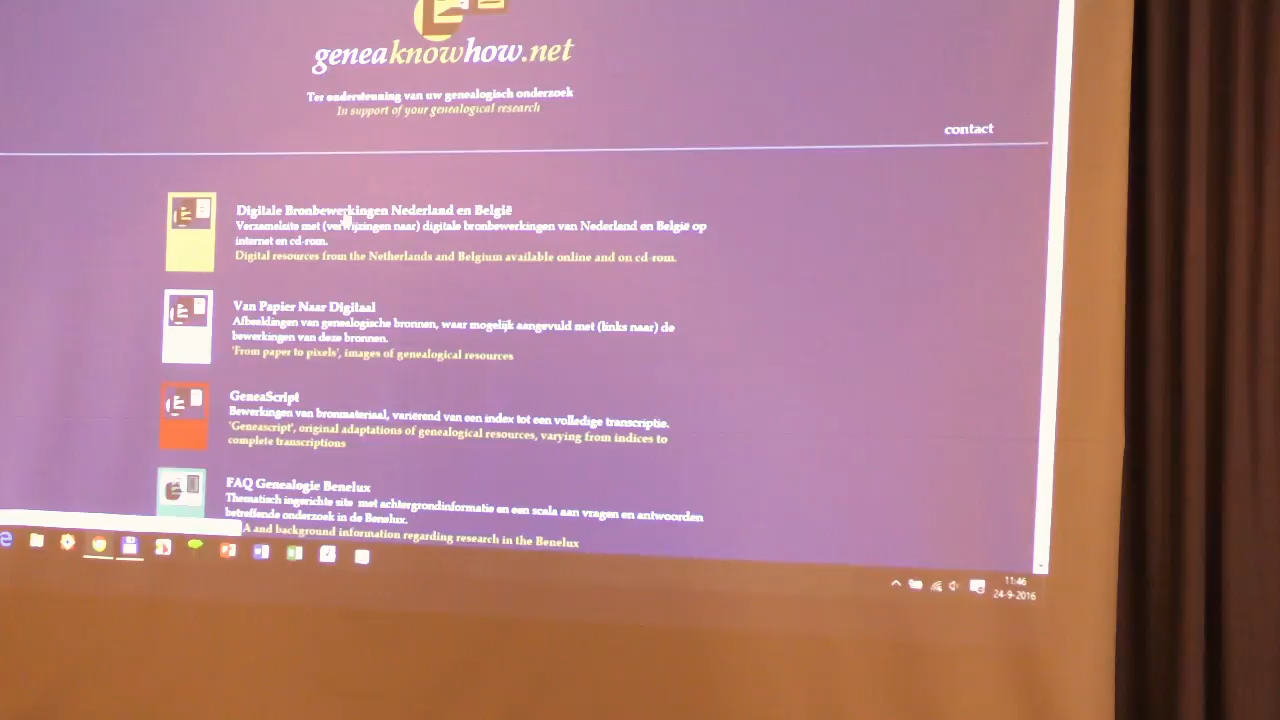 geneaknowhow.net
Ter ondersteuning van uw genealogisch onderzoek
In support of your genealogical research
contact
Digitale Bronbewerkingen Nederland en België
Verzamelsite met (verwijzingen naar) digitale bronbewerkingen van Nederland en België op
internet en cd-rom.
Digital resources from the Netherlands and Belgium available online and on cd-rom.
Van Papier Naar Digitaal
Afbeeldingen van genealogische bronnen, waar mogelijk aangevuld met (links naar) de
bewerkingen van deze bronnen.
'From paper to pixels', images of genealogical resources
GeneaScript
Bewerkingen van bronmateriaal, variërend van een index tot een volledige transcriptie.
'Geneascript', original adaptations of genealogical resources, varying from indices to
complete transcriptions
FAQ Genealogie Benelux
Thematisch ingerichte site met achtergrondinformatie en een scala aan vragen en antwoorden
betreffende onderzoek in de Benelux.
A and background information regarding research in the Benelux
11:46
24-9-2016